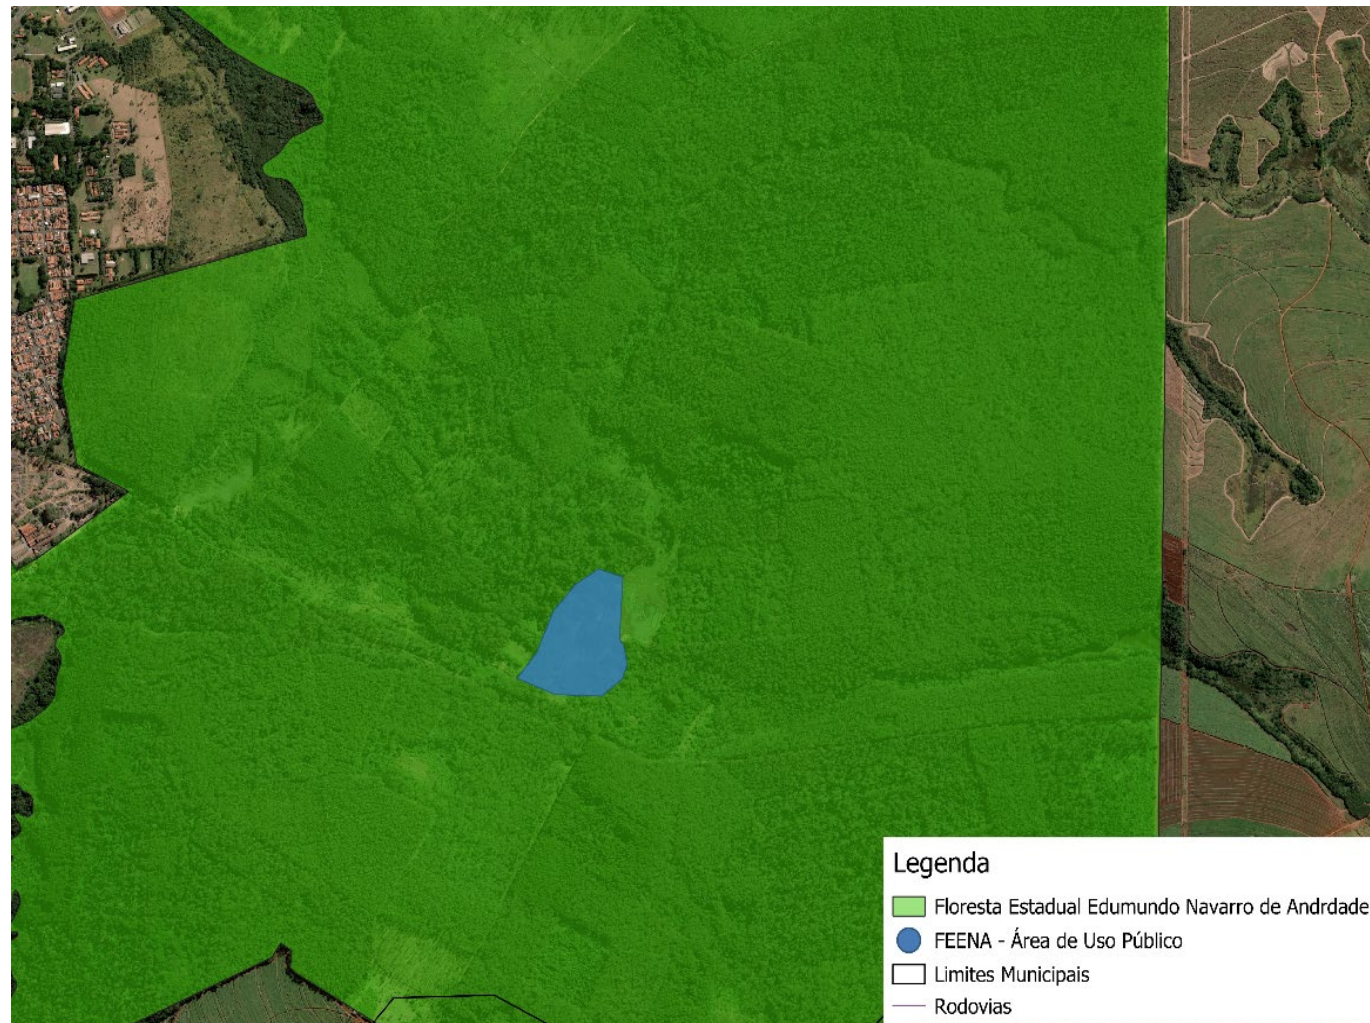 Legenda
Floresta Estadual Edumundo Navarro de Andrdade
FEENA - Área de Uso Público
Limites Municipais
Rodovias